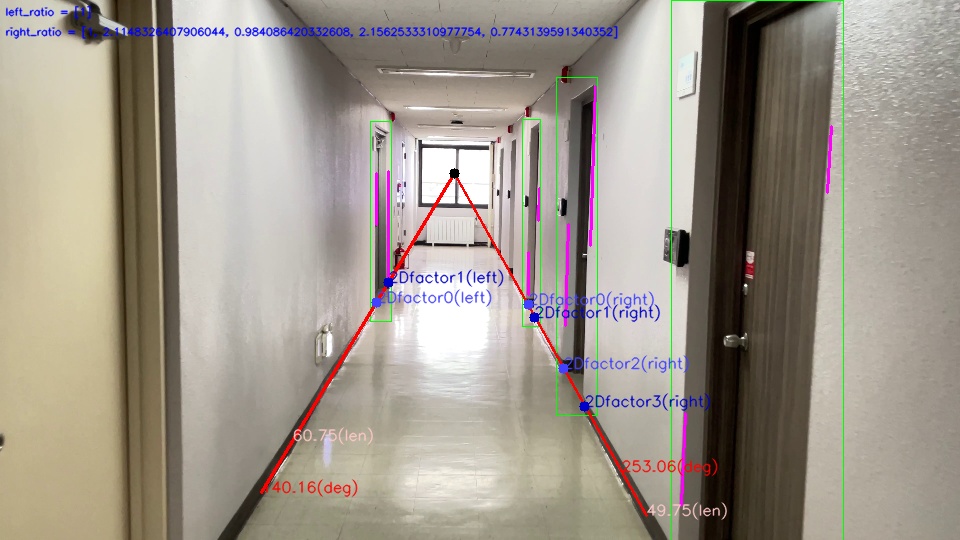 left_ratio = [1]
right_ratio = [1, 2.1148326407906044, 0.984086420332608, 2.1562533310977754, 0.7743139591340352]
2Dfactor1(left)
2Dfactor0(left)
2Dfactor0(right)
2Dfactor1(right)
2Dfactor2(right)
2Dfactor3(right)
60.75(len)
253.06(deg)
40.16(deg)
49.75(len)